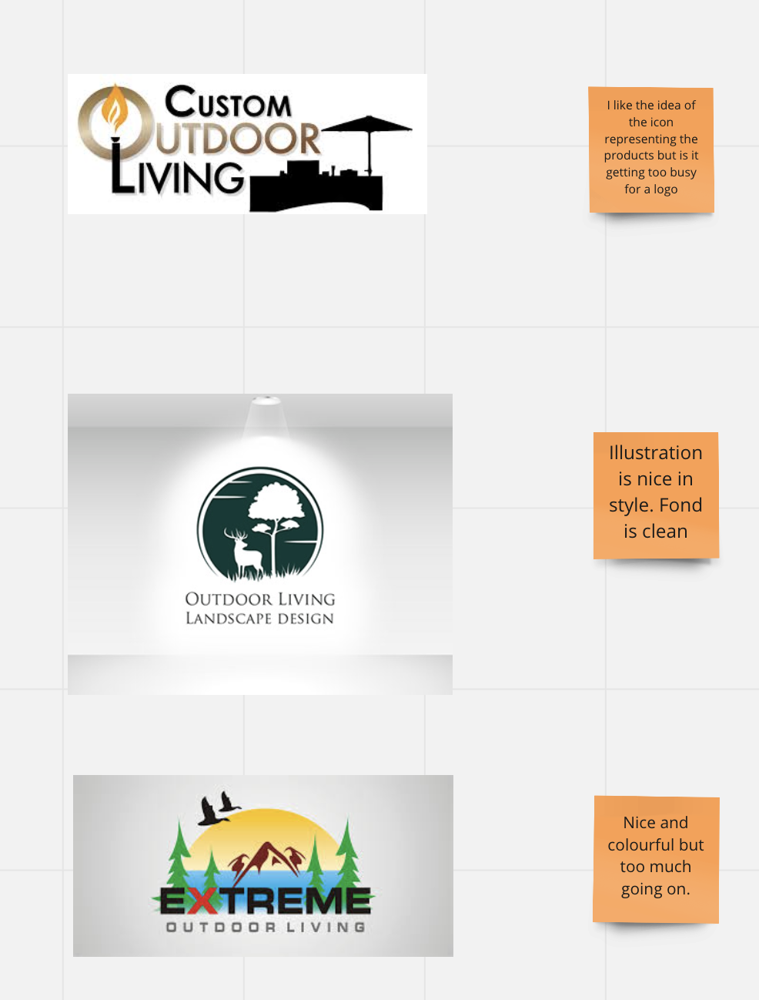 CUSTOM
OUTDOOR
LIVING
I like the idea of
the icon
representing the
products but is it
getting too busy
for a logo
OUTDOOR LIVING
LANDSCAPE DESIGN
Illustration
is nice in
style. Fond
is clean
EXTREME
OUTDOOR LIVING
Nice and
colourful but
too much
going on.